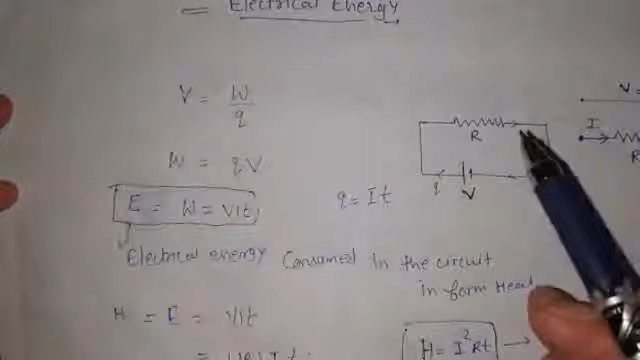 = Electrical Energy
V = W/q
W = qV
E = W = VIt
q = It
R
q V
V =
I
R
Electrical energy Consumed in the circuit
in form Heat
H = E = VIt
H = I²Rt →